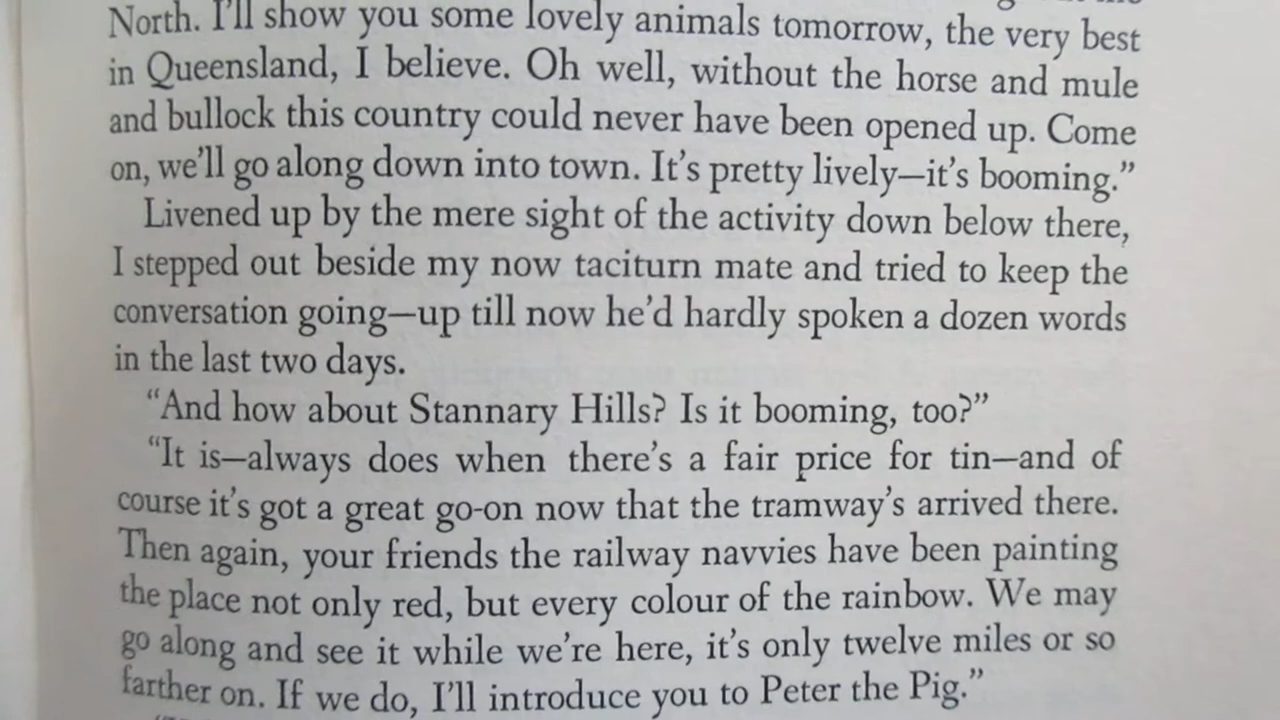 North. I'll show you some lovely animals tomorrow, the very best
in Queensland, I believe. Oh well, without the horse and mule
and bullock this country could never have been opened up. Come
on, we'll go along down into town. It's pretty lively—it's booming.”
Livened up by the mere sight of the activity down below there,
I stepped out beside my now taciturn mate and tried to keep the
conversation going—up till now he'd hardly spoken a dozen words
in the last two days.
“And how about Stannary Hills? Is it booming, too?”
“It is—always does when there's a fair price for tin—and of
course it's got a great go-on now that the tramway's arrived there.
Then again, your friends the railway navvies have been painting
the place not only red, but every colour of the rainbow. We may
go along and see it while we're here, it's only twelve miles or so
farther on. If we do, I'll introduce you to Peter the Pig.”